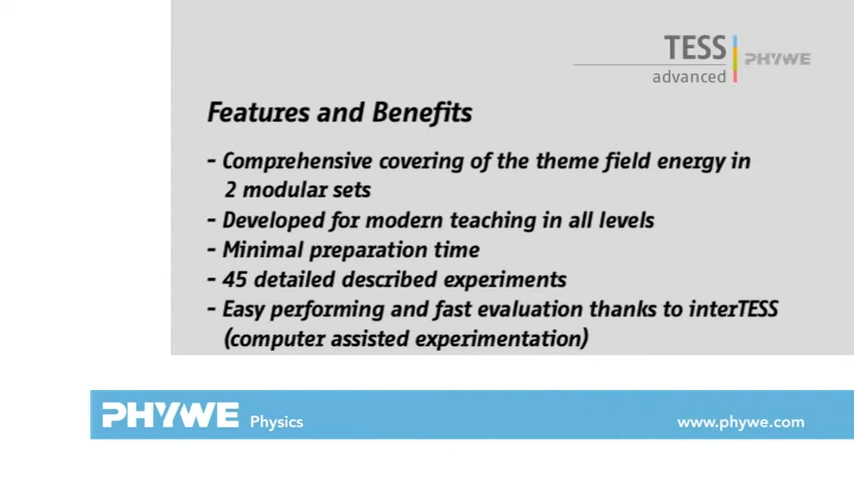 TESS
PHYWE
advanced
Features and Benefits
- Comprehensive covering of the theme field energy in
2 modular sets
- Developed for modern teaching in all levels
- Minimal preparation time
- 45 detailed described experiments
- Easy performing and fast evaluation thanks to interTESS
(computer assisted experimentation)
PHYWE Physics
www.phywe.com